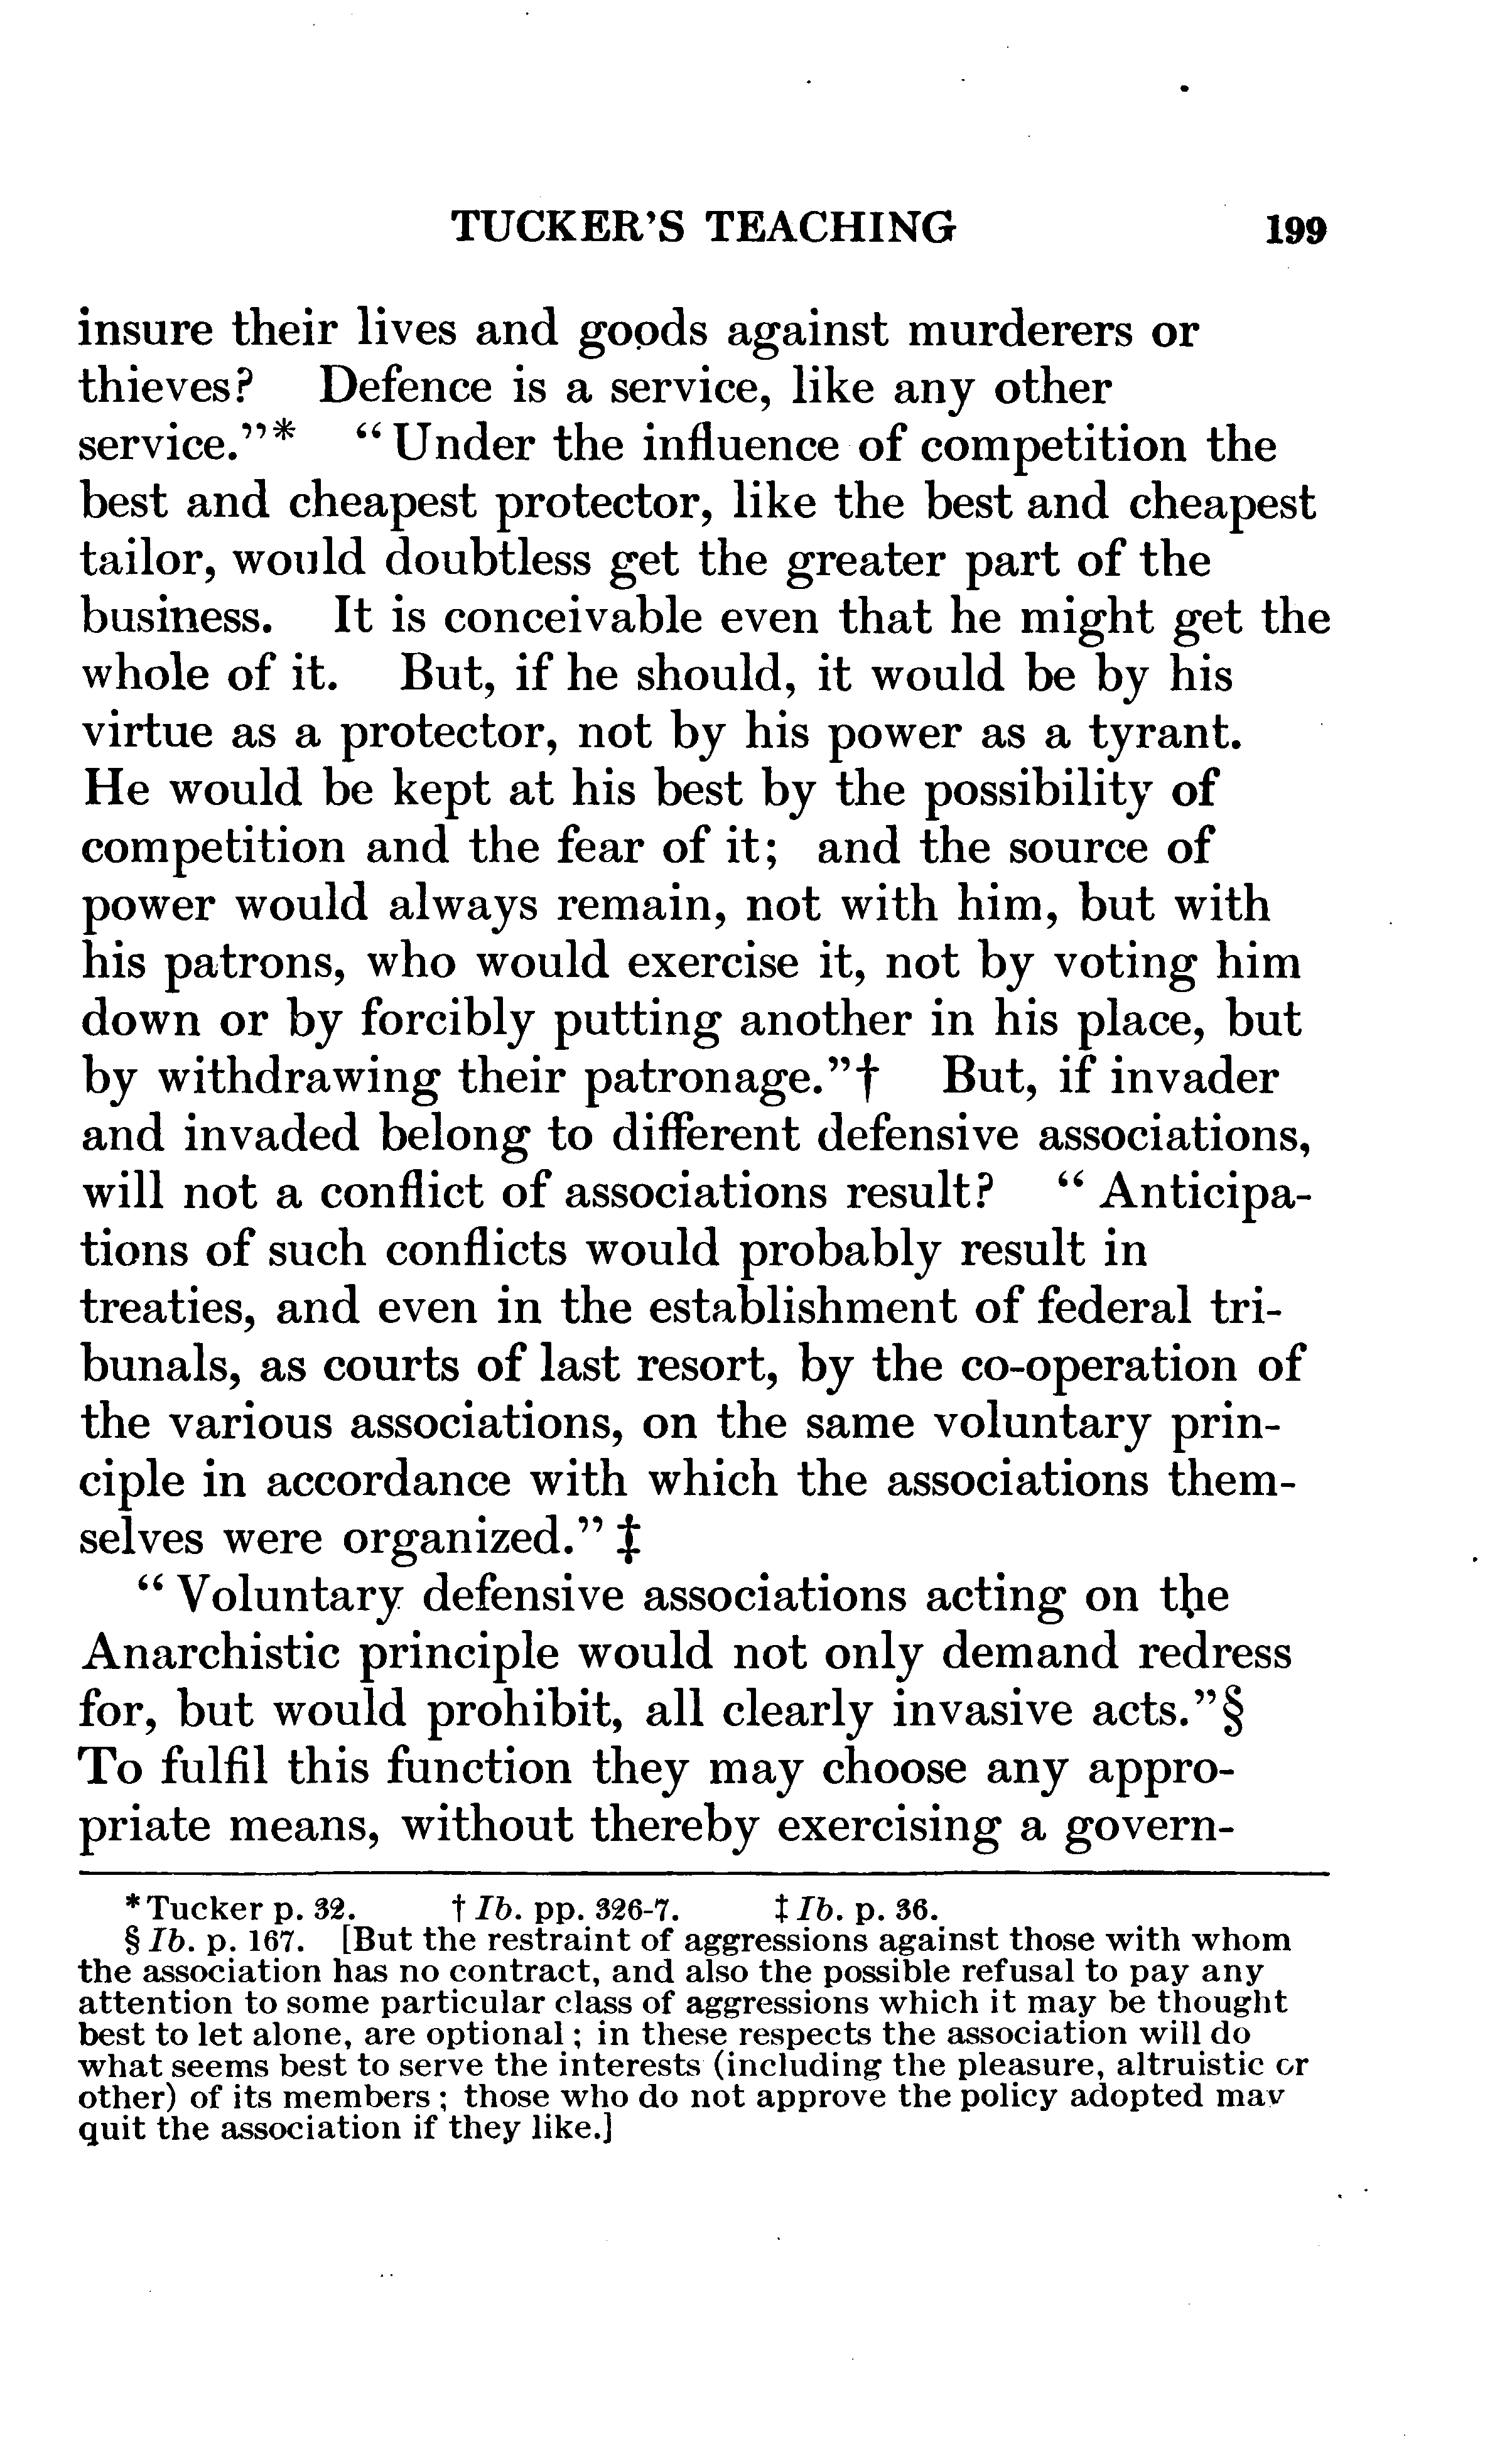 TUCKER'S TEACHING 199
insure their lives and goods against murderers or
thieves? Defence is a service, like any other
service."* "Under the influence of competition the
best and cheapest protector, like the best and cheapest
tailor, would doubtless get the greater part of the
business. It is conceivable even that he might get the
whole of it. But, if he should, it would be by his
virtue as a protector, not by his power as a tyrant.
He would be kept at his best by the possibility of
competition and the fear of it; and the source of
power would always remain, not with him, but with
his patrons, who would exercise it, not by voting him
down or by forcibly putting another in his place, but
by withdrawing their patronage."† But, if invader
and invaded belong to different defensive associations,
will not a conflict of associations result? "Anticipa-
tions of such conflicts would probably result in
treaties, and even in the establishment of federal tri-
bunals, as courts of last resort, by the co-operation of
the various associations, on the same voluntary prin-
ciple in accordance with which the associations them-
selves were organized."‡
"Voluntary defensive associations acting on the
Anarchistic principle would not only demand redress
for, but would prohibit, all clearly invasive acts."§
To fulfil this function they may choose any appro-
priate means, without thereby exercising a govern-
* Tucker p. 32. † Ib. pp. 326-7. ‡ Ib. p. 36.
§ Ib. p. 167. [But the restraint of aggressions against those with whom
the association has no contract, and also the possible refusal to pay any
attention to some particular class of aggressions which it may be thought
best to let alone, are optional; in these respects the association will do
what seems best to serve the interests (including the pleasure, altruistic or
other) of its members; those who do not approve the policy adopted may
quit the association if they like.]